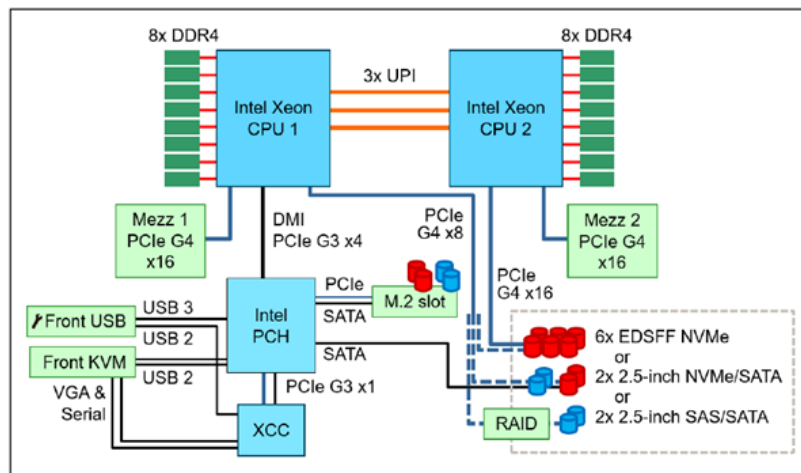 8x DDR4
8x DDR4
3x UPI
Intel Xeon
CPU 1
Intel Xeon
CPU 2
Mezz 1
PCIe G4
x16
DMI
PCIe G3 x4
PCIe
G4 x8
Mezz 2
PCIe G4
x16
PCIe
G4 x16
Intel
PCH
PCIe
M.2 slot
SATA
Front USB
USB 3
USB 2
SATA
Front KVM
USB 2
VGA &
Serial
PCIe G3 x1
XCC
6x EDSFF NVMe
or
2x 2.5-inch NVMe/SATA
or
RAID
2x 2.5-inch SAS/SATA